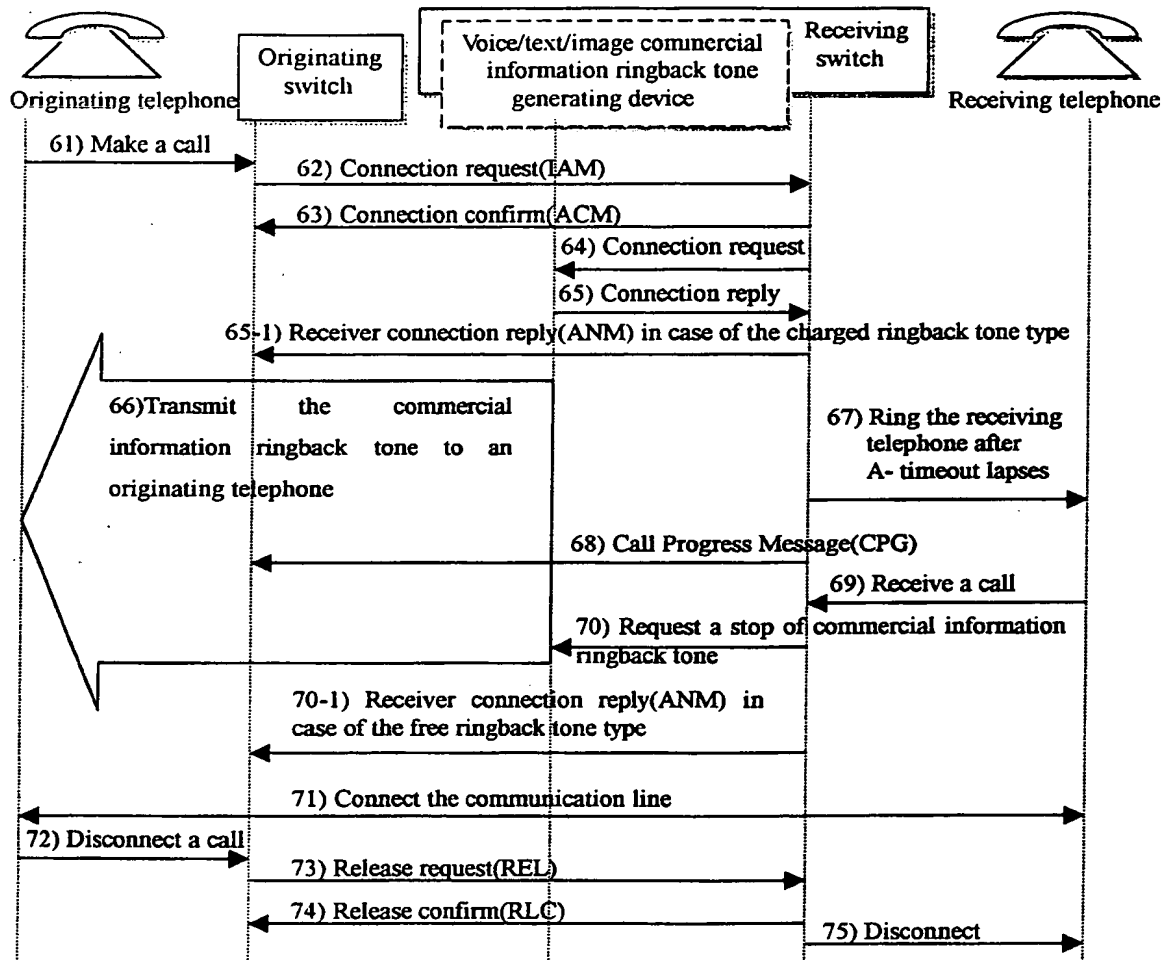 Originating telephone
Originating
switch
Voice/text/image commercial
information ringback tone
generating device
Receiving
switch
Receiving telephone
61) Make a call
62) Connection request(IAM)
63) Connection confirm(ACM)
64) Connection request
65) Connection reply
65-1) Receiver connection reply(ANM) in case of the charged ringback tone type
66)Transmit the commercial
information ringback tone to an
originating telephone
67) Ring the receiving
telephone after
A- timeout lapses
68) Call Progress Message(CPG)
69) Receive a call
70) Request a stop of commercial information
ringback tone
70-1) Receiver connection reply(ANM) in
case of the free ringback tone type
71) Connect the communication line
72) Disconnect a call
73) Release request(REL)
74) Release confirm(RLC)
75) Disconnect